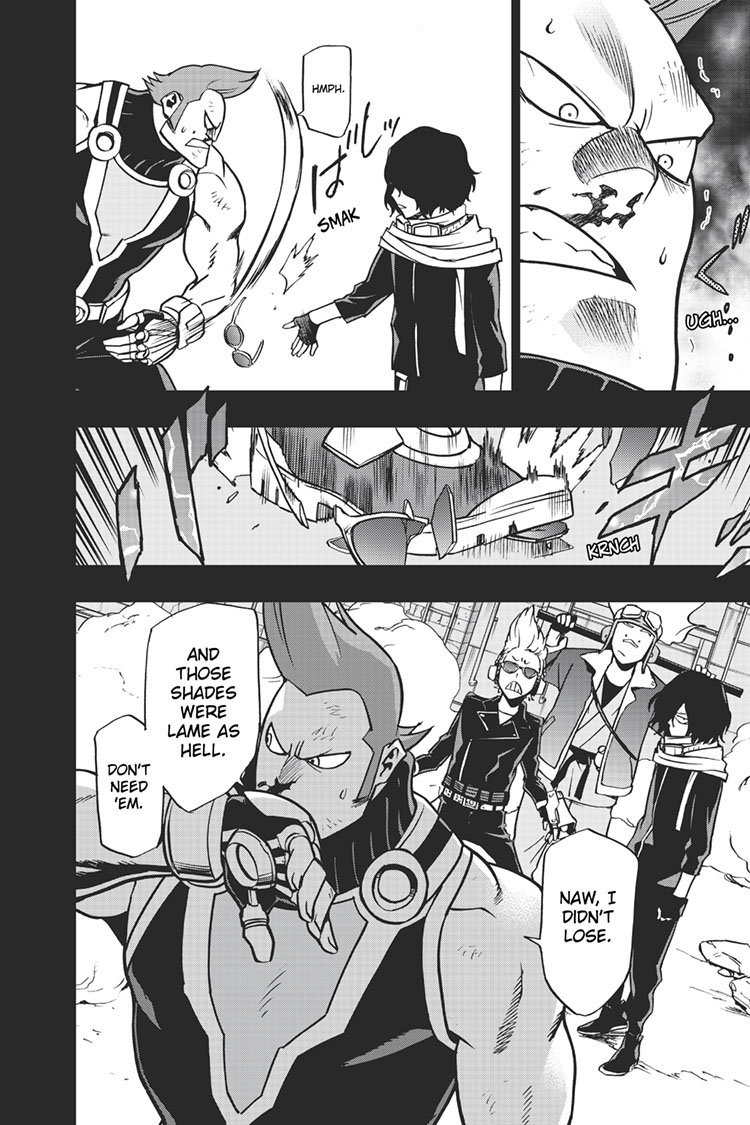 UGH...
HMPH.
ばしっ
SMAK
KRNCH
NAW, I
DIDN'T
LOSE.
AND
THOSE
SHADES
WERE
LAME AS
HELL.
DON'T
NEED
'EM.